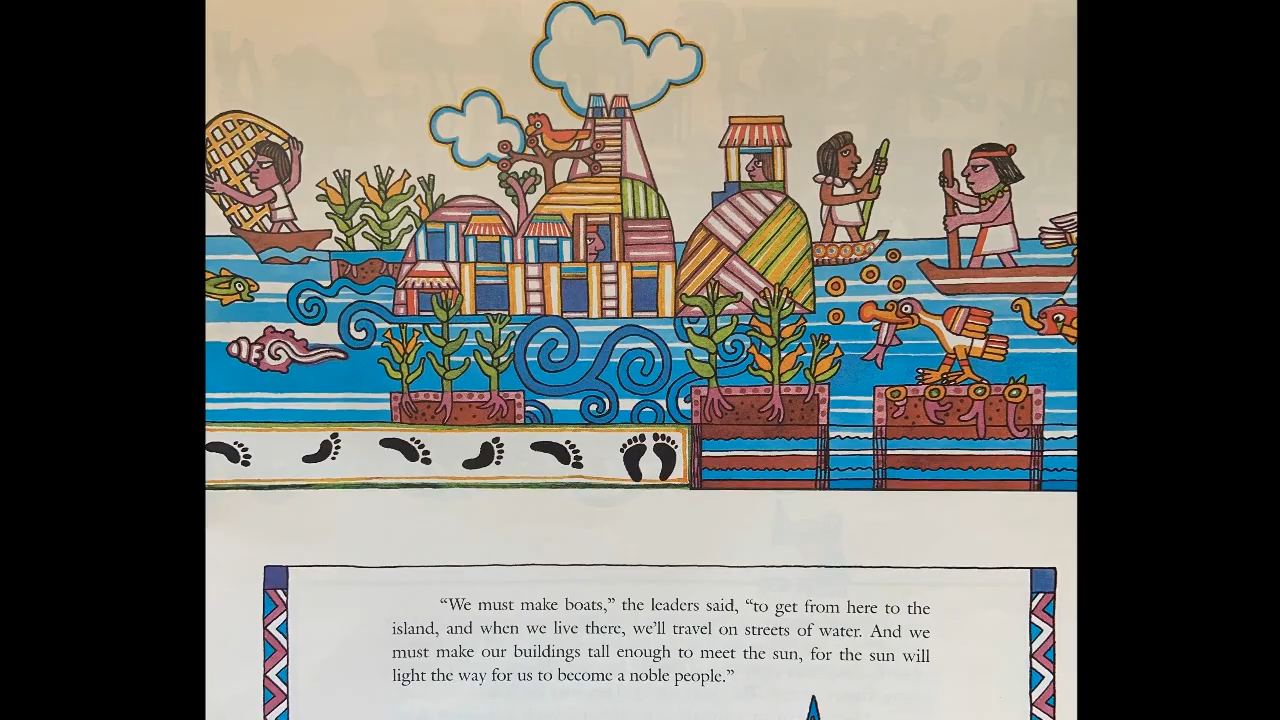 “We must make boats,” the leaders said, “to get from here to the
island, and when we live there, we’ll travel on streets of water. And we
must make our buildings tall enough to meet the sun, for the sun will
light the way for us to become a noble people.”